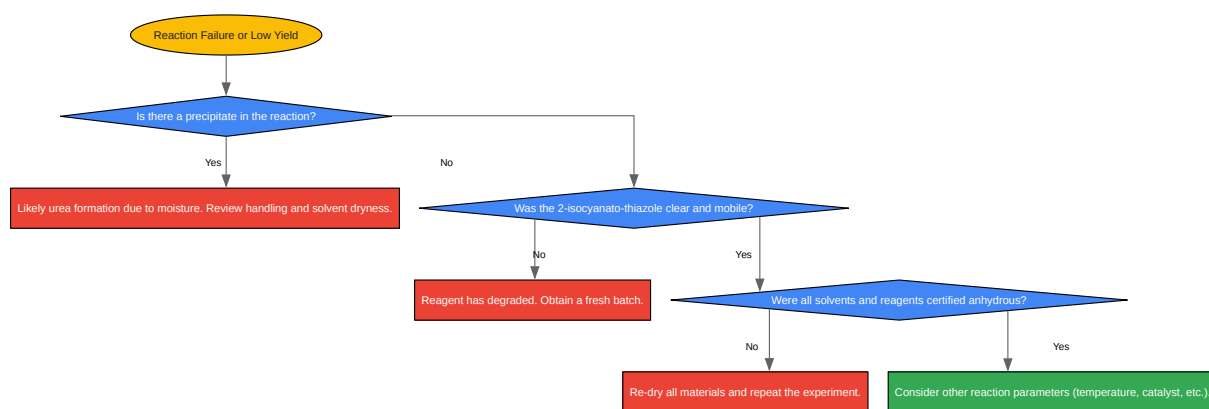 Reaction Failure or Low Yield
Is there a precipitate in the reaction?
Yes
No
Likely urea formation due to moisture. Review handling and solvent dryness.
Was the 2-isocyanato-thiazole clear and mobile?
No
Yes
Reagent has degraded. Obtain a fresh batch.
Were all solvents and reagents certified anhydrous?
No
Yes
Re-dry all materials and repeat the experiment.
Consider other reaction parameters (temperature, catalyst, etc.)